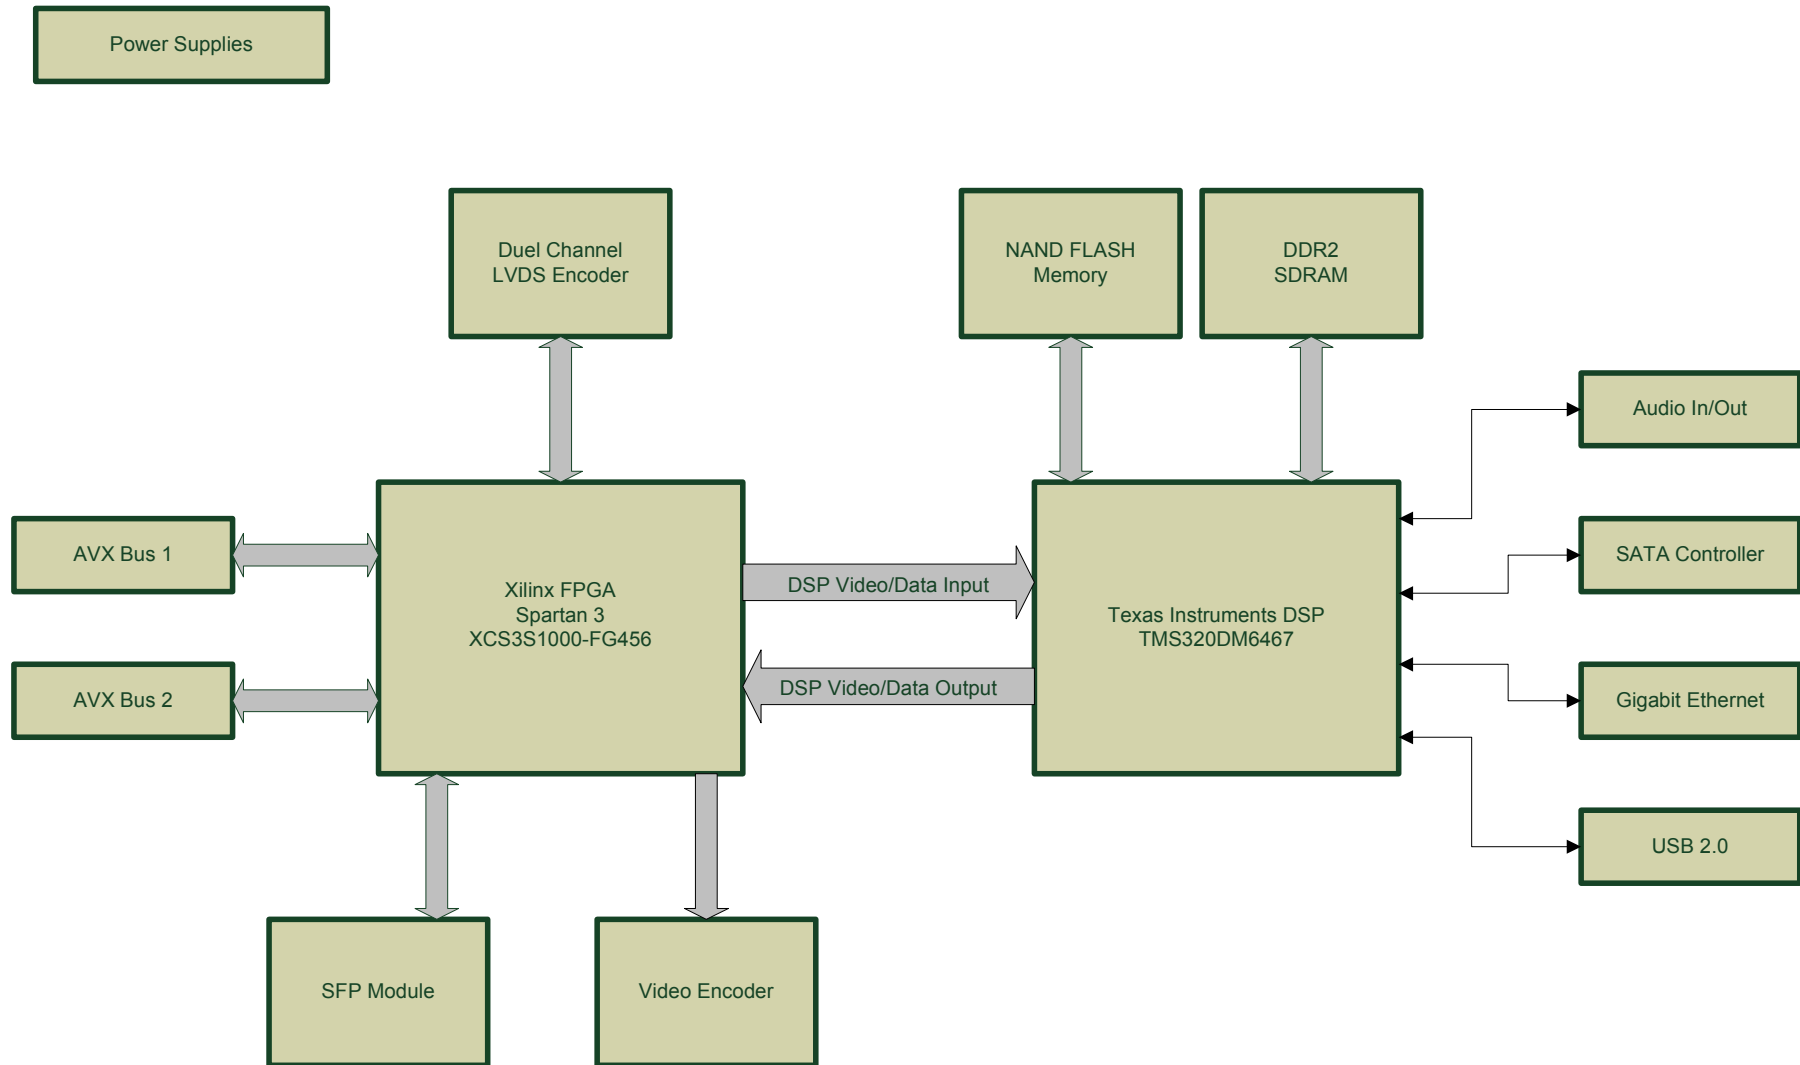 Power Supplies
Duel Channel
LVDS Encoder
NAND FLASH
Memory
DDR2
SDRAM
Audio In/Out
AVX Bus 1
SATA Controller
Xilinx FPGA
Spartan 3
XCS3S1000-FG456
DSP Video/Data Input
Texas Instruments DSP
TMS320DM6467
AVX Bus 2
DSP Video/Data Output
Gigabit Ethernet
USB 2.0
SFP Module
Video Encoder